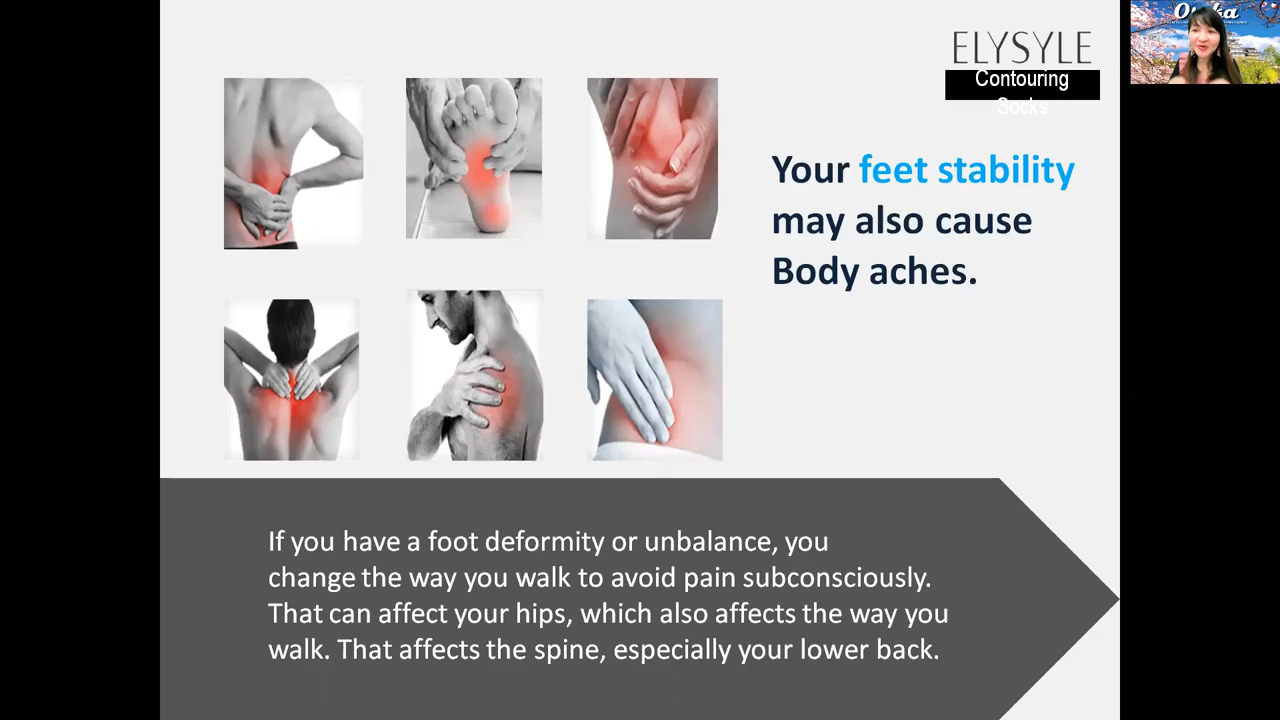 ELYSYLE
Contouring
Socks
Your feet stability
may also cause
Body aches.
If you have a foot deformity or unbalance, you
change the way you walk to avoid pain subconsciously.
That can affect your hips, which also affects the way you
walk. That affects the spine, especially your lower back.